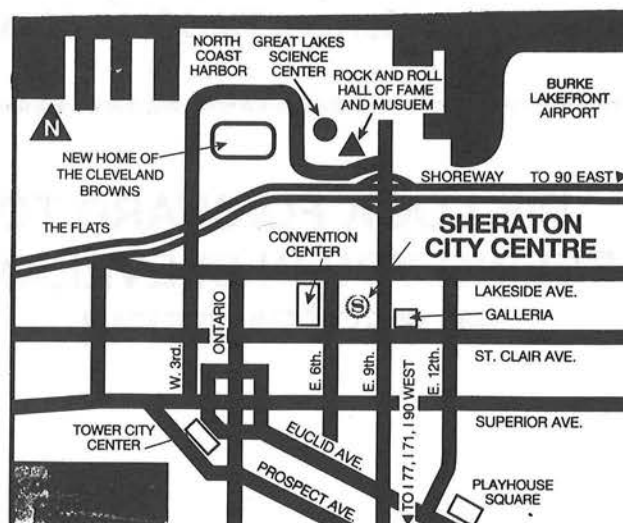 NORTH
COAST
HARBOR
GREAT LAKES
SCIENCE
CENTER
ROCK AND ROLL
HALL OF FAME
AND MUSUEM
BURKE
LAKEFRONT
AIRPORT
N
NEW HOME OF
THE CLEVELAND
BROWNS
SHOREWAY
TO 90 EAST
THE FLATS
CONVENTION
CENTER
SHERATON
CITY CENTRE
S
LAKESIDE AVE.
GALLERIA
ONTARIO
W. 3rd.
E. 6th.
E. 9th.
E. 12th.
ST. CLAIR AVE.
TO I 77, I 71, I 90 WEST
SUPERIOR AVE.
TOWER CITY
CENTER
EUCLID AVE.
PROSPECT AVE.
PLAYHOUSE
SQUARE